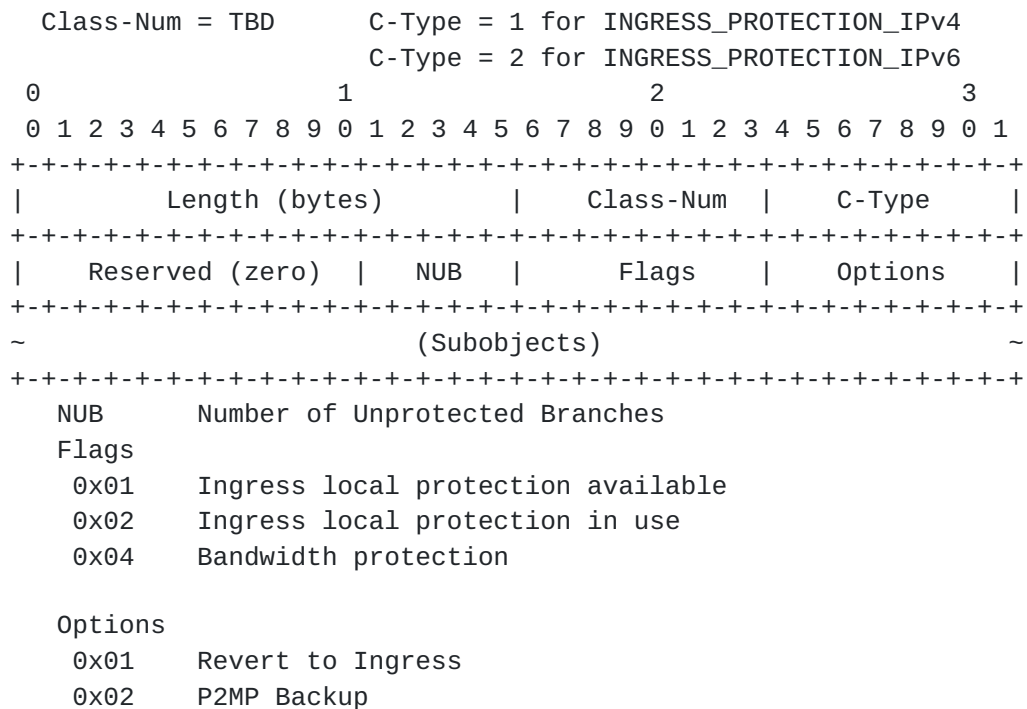 Class-Num = TBD      C-Type = 1 for INGRESS_PROTECTION_IPv4
                       C-Type = 2 for INGRESS_PROTECTION_IPv6
 0                   1                   2                   3
 0 1 2 3 4 5 6 7 8 9 0 1 2 3 4 5 6 7 8 9 0 1 2 3 4 5 6 7 8 9 0 1
+-+-+-+-+-+-+-+-+-+-+-+-+-+-+-+-+-+-+-+-+-+-+-+-+-+-+-+-+-+-+-+-+
|         Length (bytes)        |    Class-Num  |    C-Type     |
+-+-+-+-+-+-+-+-+-+-+-+-+-+-+-+-+-+-+-+-+-+-+-+-+-+-+-+-+-+-+-+-+
|    Reserved (zero)  |   NUB   |      Flags    |    Options    |
+-+-+-+-+-+-+-+-+-+-+-+-+-+-+-+-+-+-+-+-+-+-+-+-+-+-+-+-+-+-+-+-+
~                         (Subobjects)                          ~
+-+-+-+-+-+-+-+-+-+-+-+-+-+-+-+-+-+-+-+-+-+-+-+-+-+-+-+-+-+-+-+-+
   NUB      Number of Unprotected Branches
   Flags
    0x01    Ingress local protection available
    0x02    Ingress local protection in use
    0x04    Bandwidth protection

   Options
    0x01    Revert to Ingress
    0x02    P2MP Backup